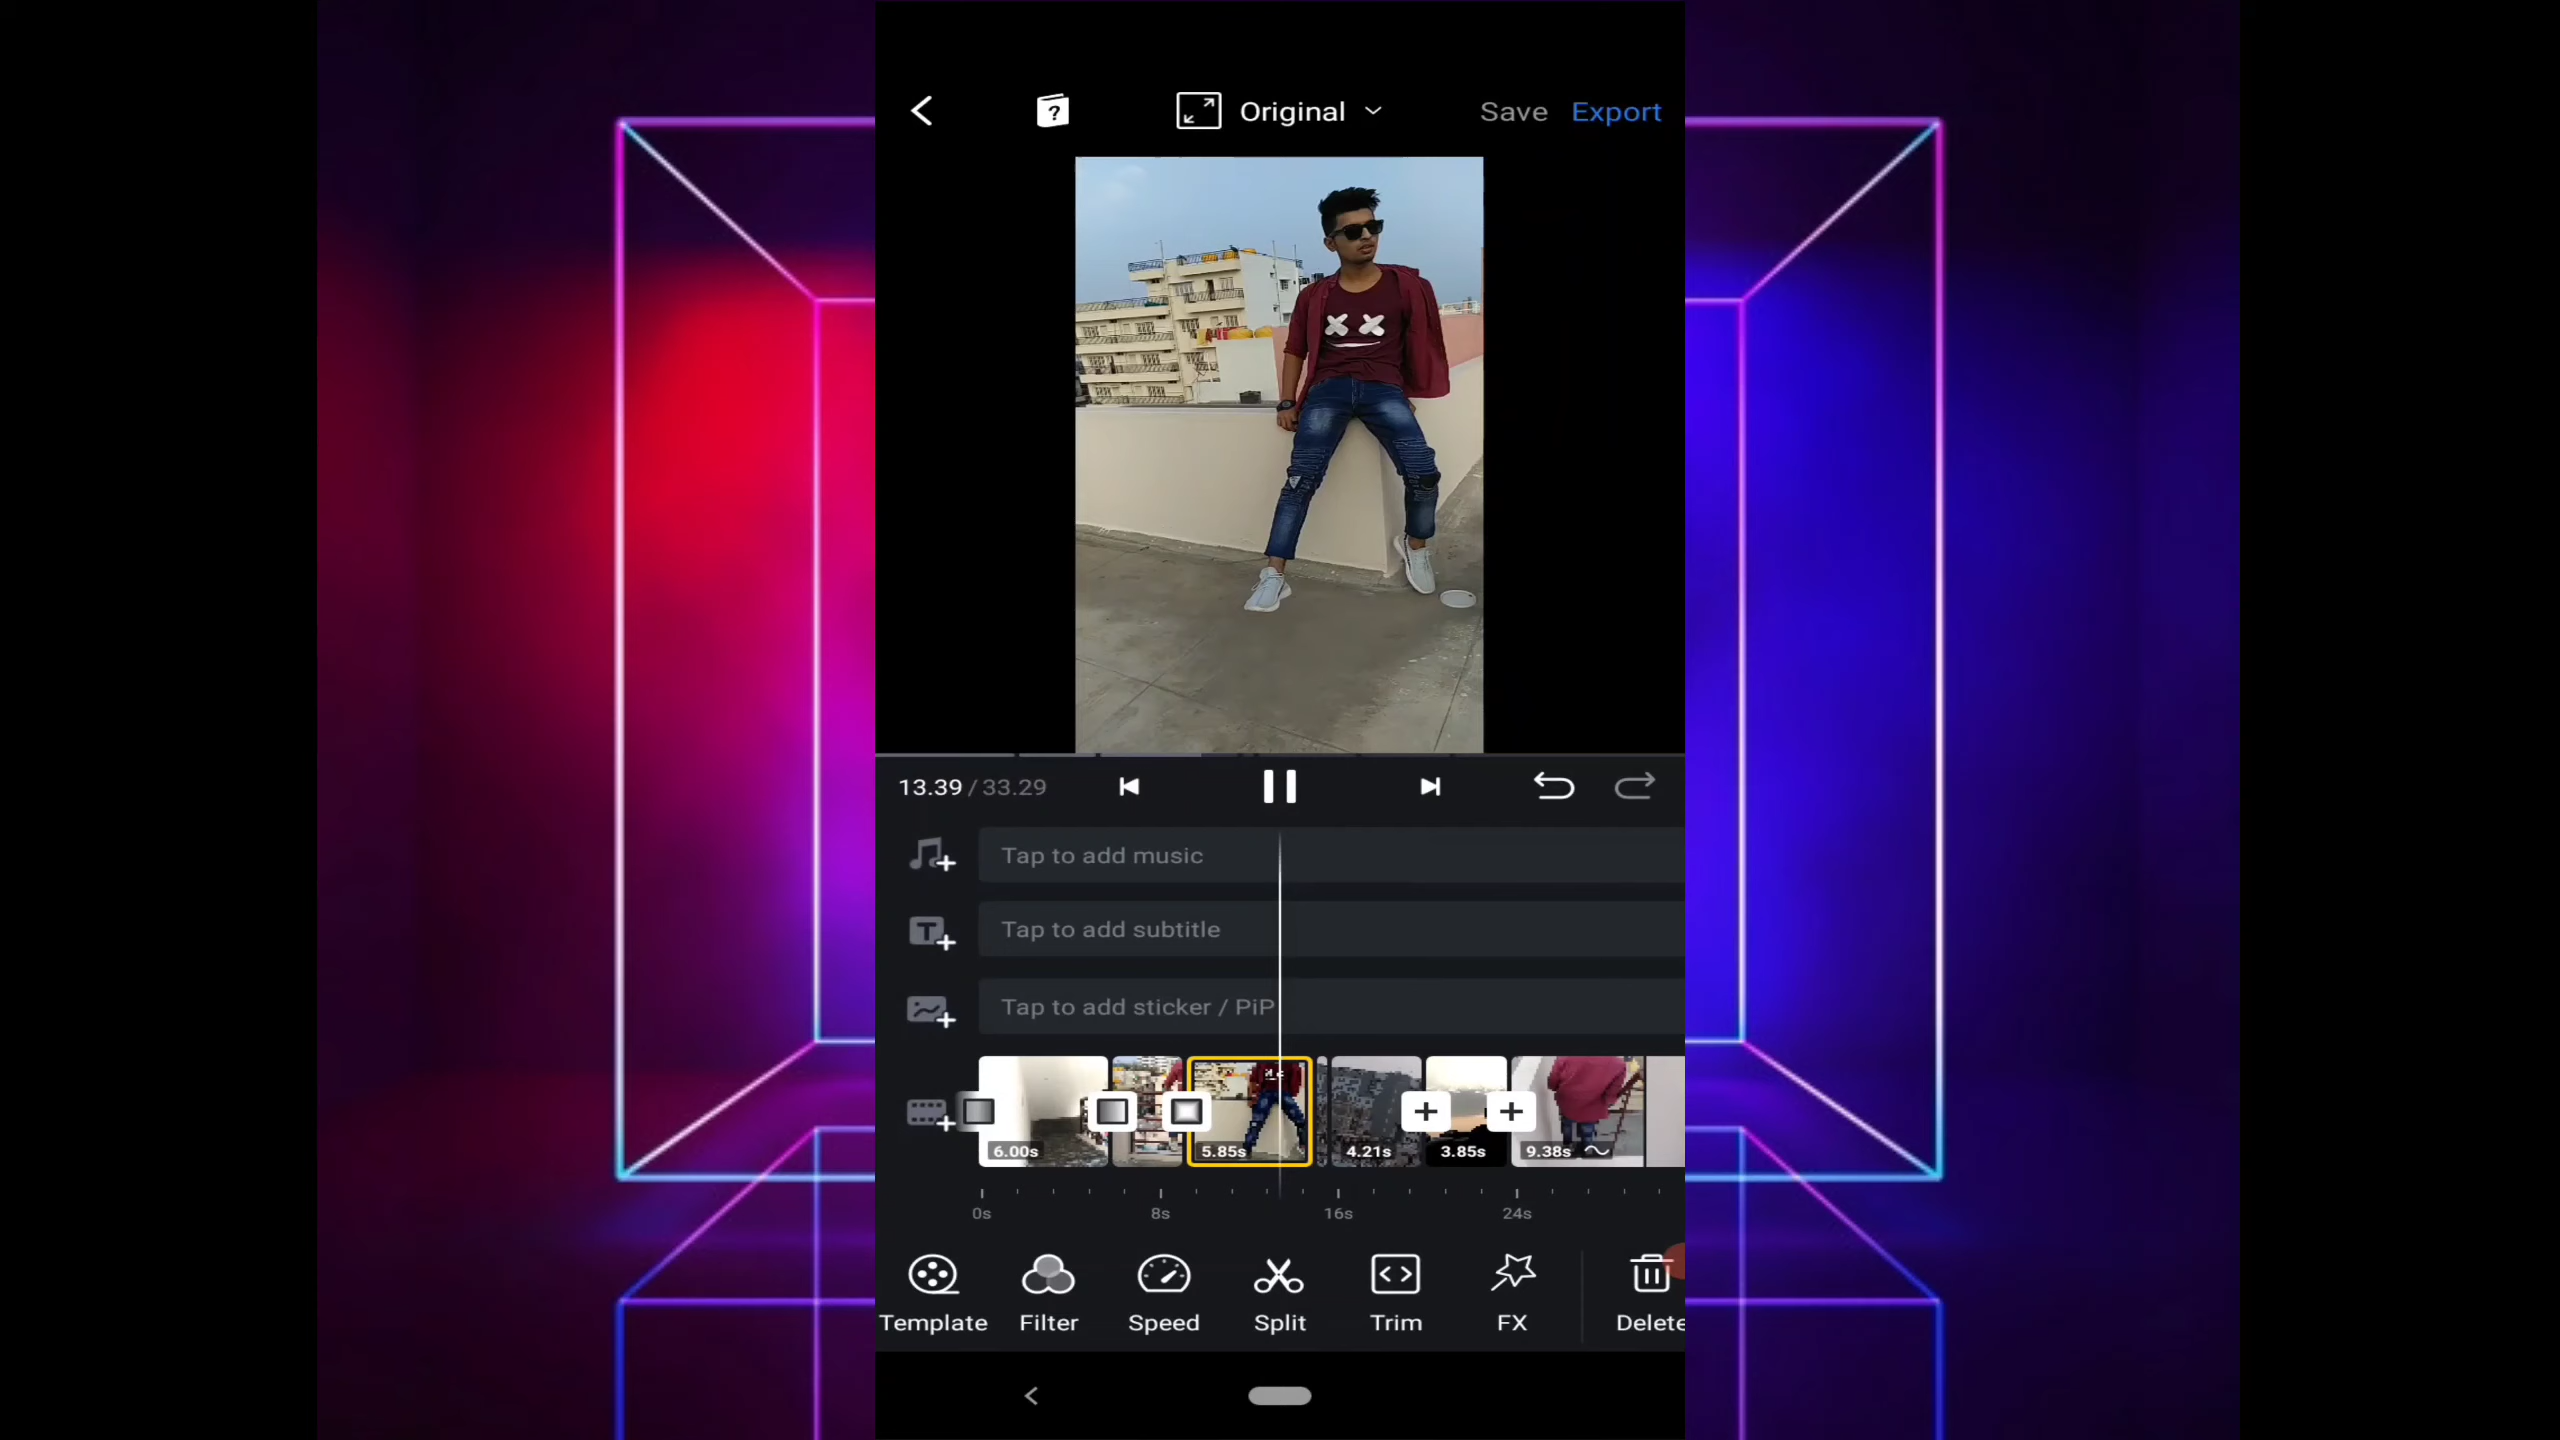 Original
Save
Export
13.39 / 33.29
Tap to add music
Tap to add subtitle
Tap to add sticker / PiP
6.00s
5.85s
4.21s
3.85s
9.38s
0s
8s
16s
24s
Template
Filter
Speed
Split
Trim
FX
Delete